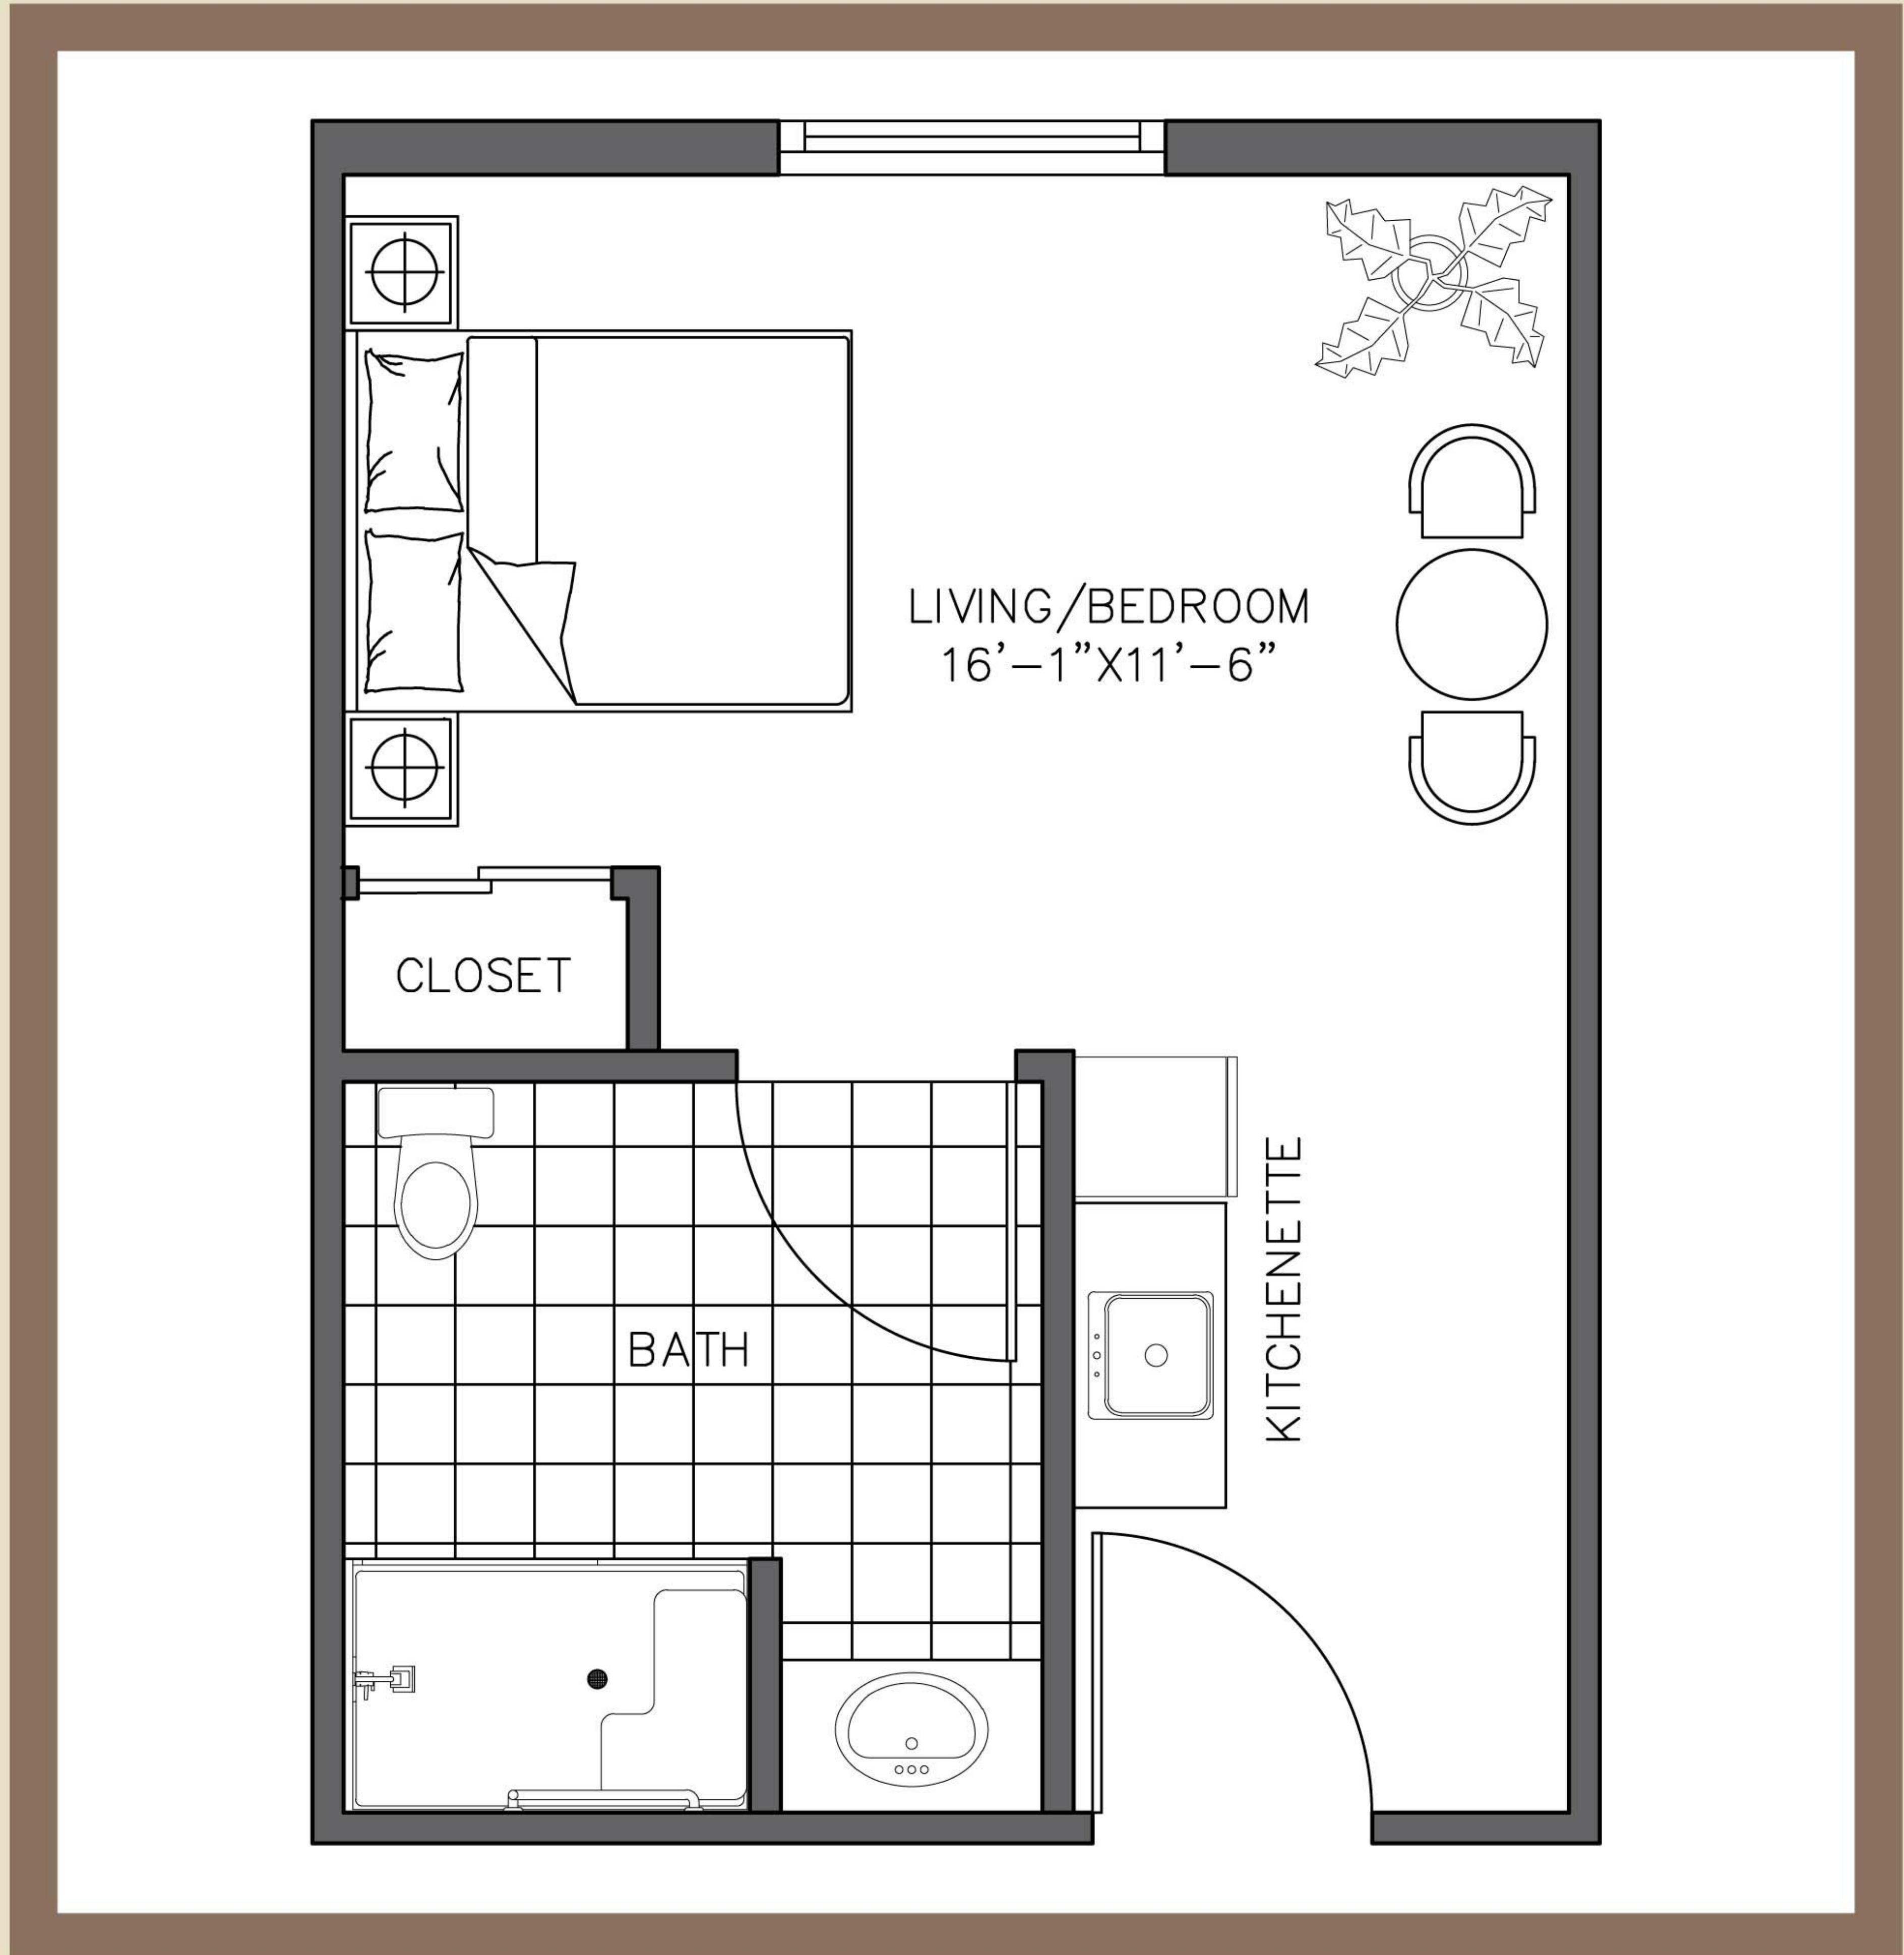 LIVING/BEDROOM
16'-1"X11'-6"
CLOSET
KITCHENETTE
BATH